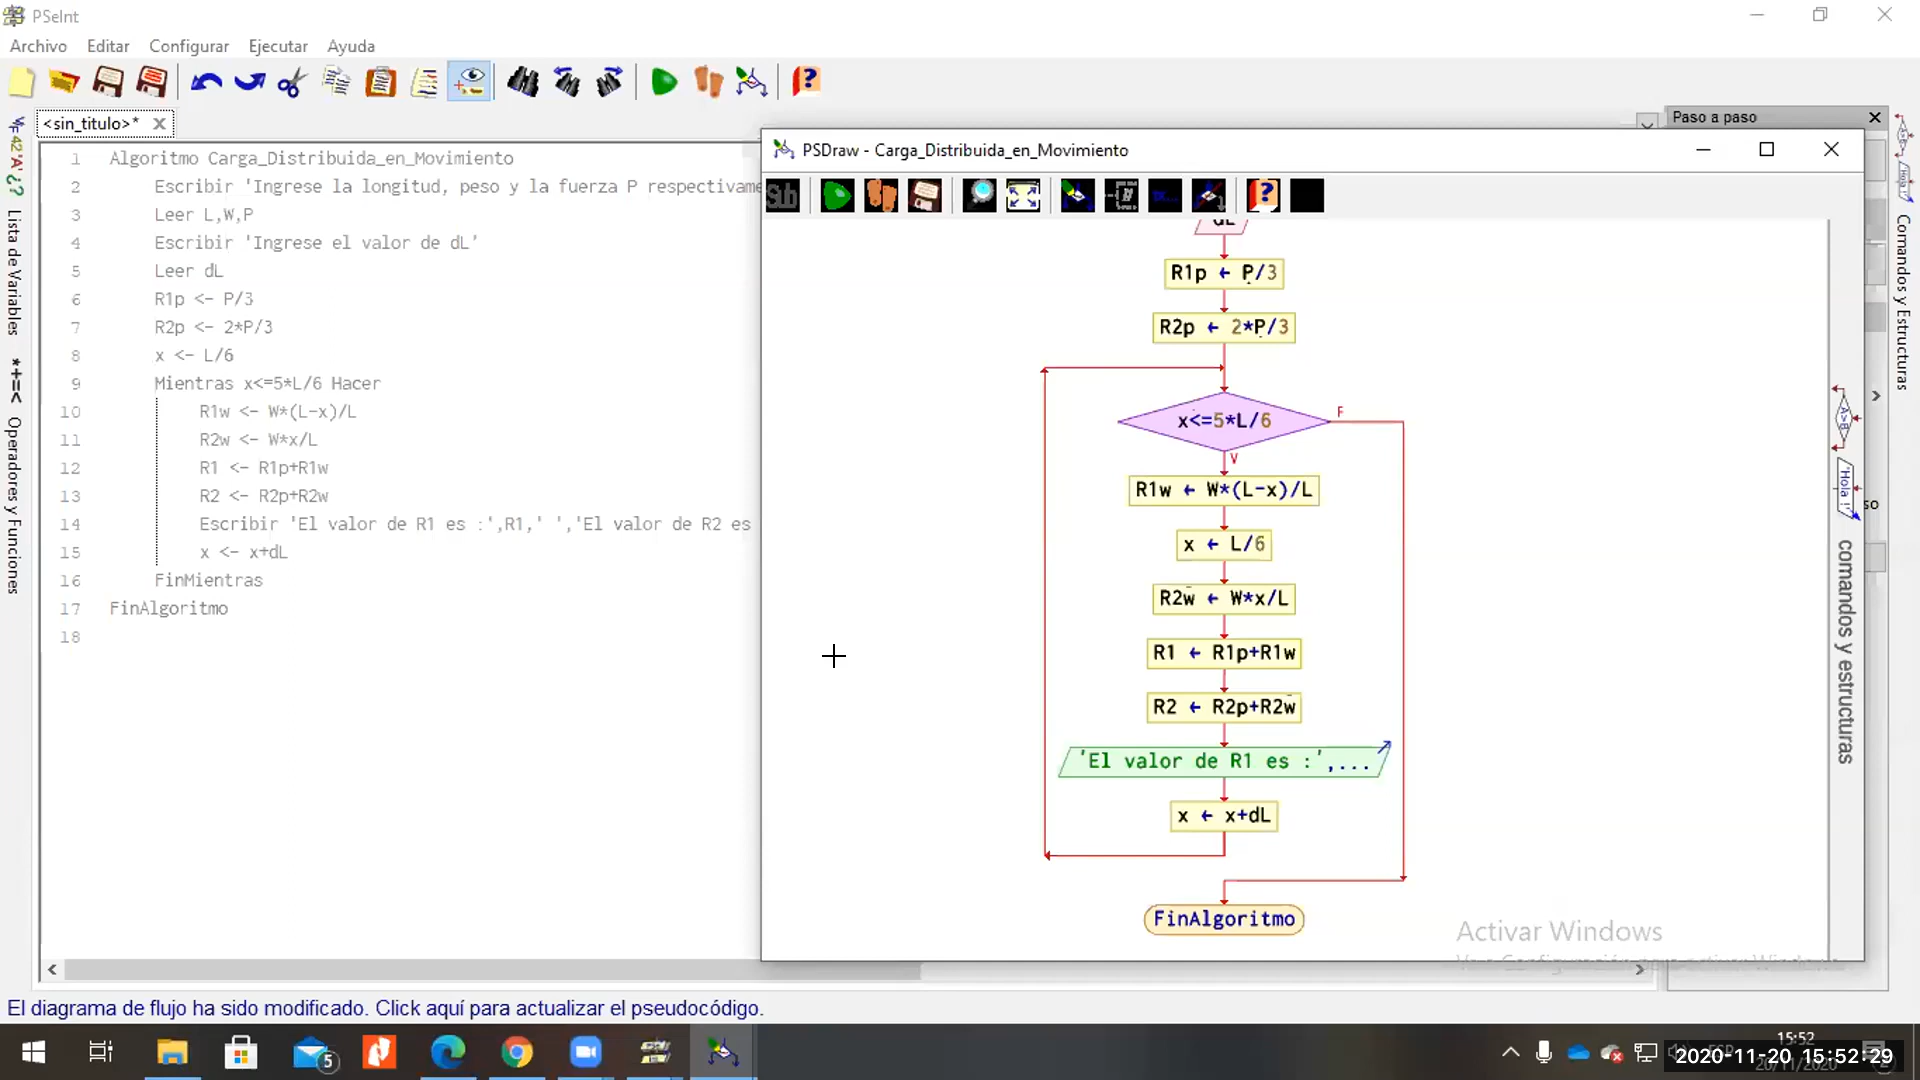 PSeInt
Archivo Editar Configurar Ejecutar Ayuda
<sin_titulo>*
Paso a paso
1 Algoritmo Carga_Distribuida_en_Movimiento
2 Escribir 'Ingrese la longitud, peso y la fuerza P respectivame
3 Leer L,W,P
4 Escribir 'Ingrese el valor de dL'
5 Leer dL
6 R1p <- P/3
7 R2p <- 2*P/3
8 x <- L/6
9 Mientras x<=5*L/6 Hacer
10 R1w <- W*(L-x)/L
11 R2w <- W*x/L
12 R1 <- R1p+R1w
13 R2 <- R2p+R2w
14 Escribir 'El valor de R1 es :',R1,' ','El valor de R2 es
15 x <- x+dL
16 FinMientras
17 FinAlgoritmo
18
Lista de Variables
*+=<
Operadores y Funciones
42 'A' ¿?
PSDraw - Carga_Distribuida_en_Movimiento
Sub
dL
R1p ← P/3
R2p ← 2*P/3
x<=5*L/6
F
V
R1w ← W*(L-x)/L
x ← L/6
R2w ← W*x/L
R1 ← R1p+R1w
R2 ← R2p+R2w
'El valor de R1 es :',...
x ← x+dL
FinAlgoritmo
Activar Windows
Comandos y Estructuras
'Hola !'
so
comandos y estructuras
El diagrama de flujo ha sido modificado. Click aquí para actualizar el pseudocódigo.
5
15:52
2020-11-20 15:52:29